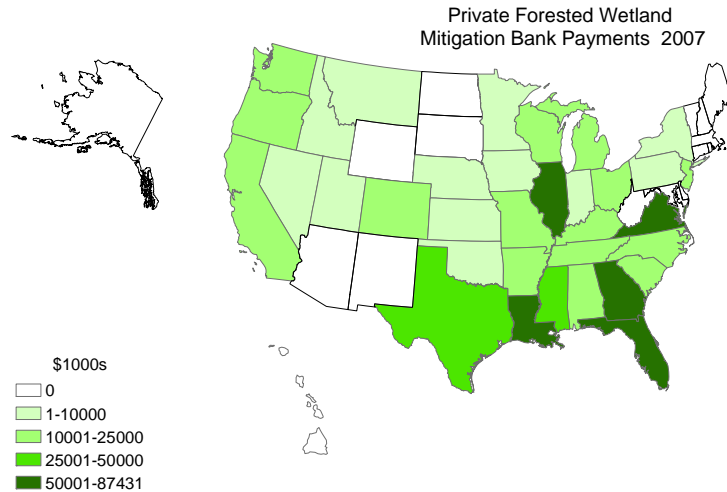 Private Forested Wetland
Mitigation Bank Payments 2007
$1000s
0
1-10000
10001-25000
25001-50000
50001-87431